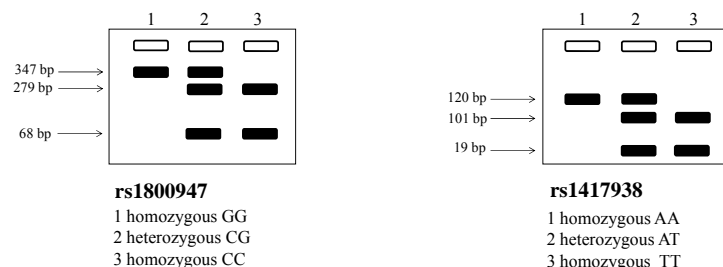 1 2 3
347 bp
279 bp
68 bp
rs1800947
1 homozygous GG
2 heterozygous CG
3 homozygous CC
1 2 3
120 bp
101 bp
19 bp
rs1417938
1 homozygous AA
2 heterozygous AT
3 homozygous TT